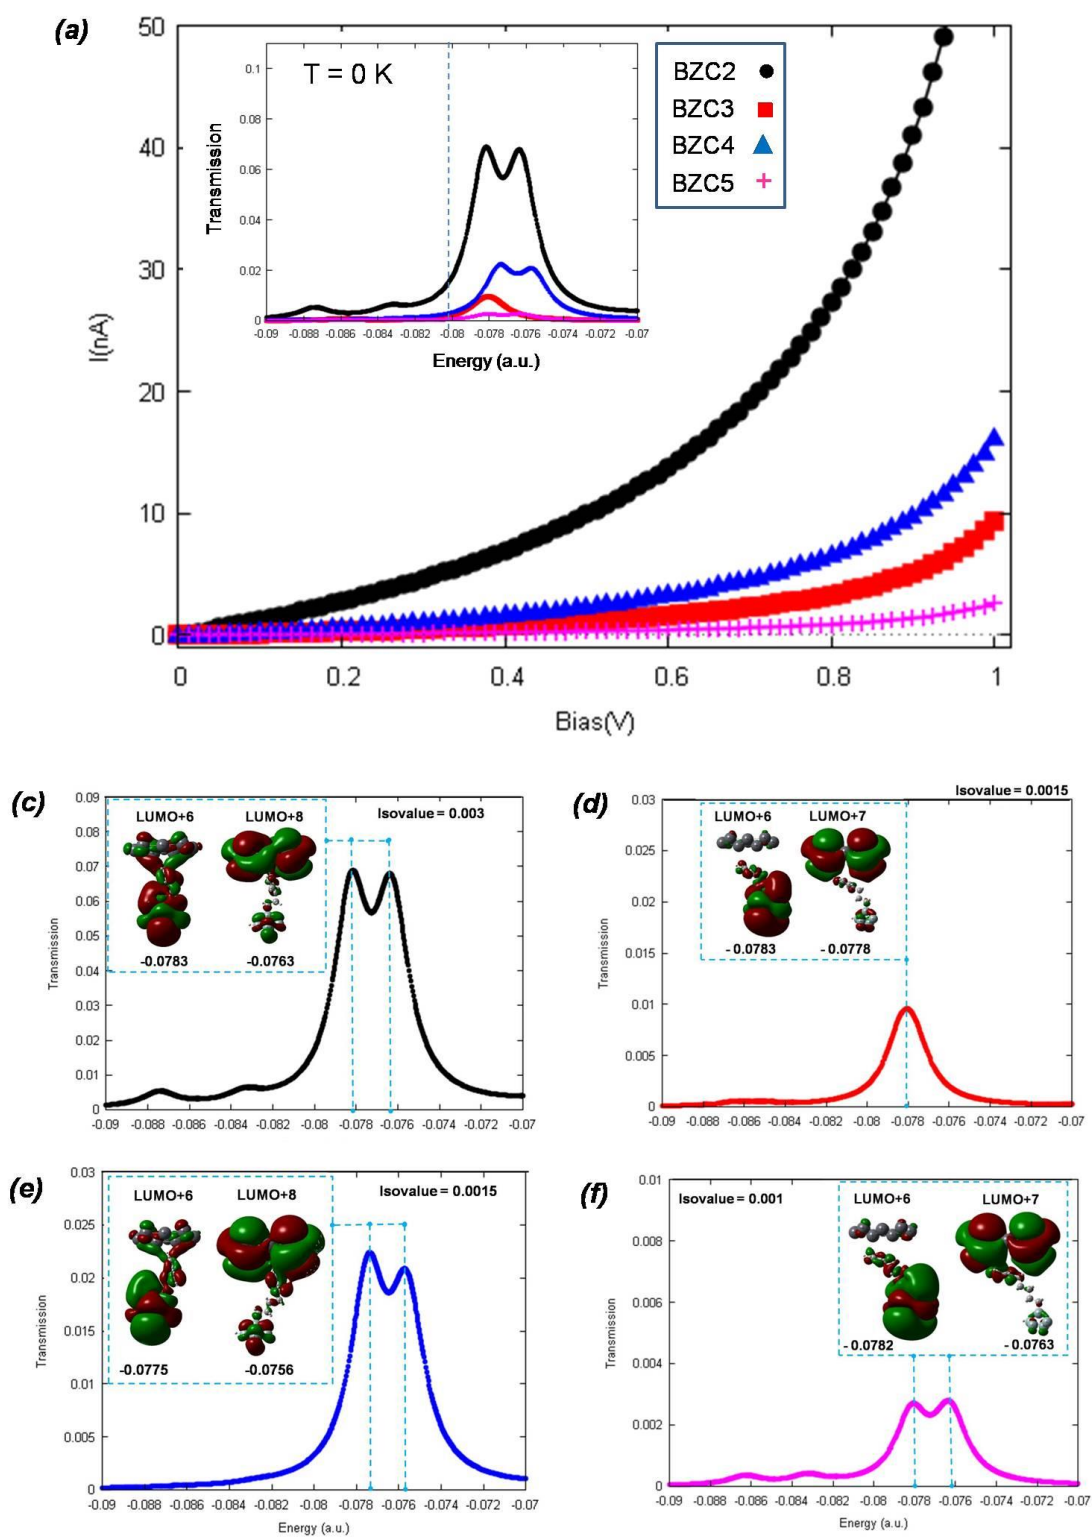 (a)
50
40
30
20
10
0
I(nA)
0 0.2 0.4 0.6 0.8 1
Bias(V)
T = 0 K
0.1
0.08
0.06
0.04
0.02
0
Transmission
-0.09 -0.088 -0.086 -0.084 -0.082 -0.08 -0.078 -0.076 -0.074 -0.072 -0.07
Energy (a.u.)
BZC2
BZC3
BZC4
BZC5
(c)
0.09
0.08
0.07
0.06
0.05
0.04
0.03
0.02
0.01
0
Transmission
LUMO+6 LUMO+8
Isovalue = 0.003
-0.0783 -0.0763
-0.09 -0.088 -0.086 -0.084 -0.082 -0.08 -0.078 -0.076 -0.074 -0.072 -0.07
(d)
Isovalue = 0.0015
0.03
0.025
0.02
0.015
0.01
0.005
0
Transmission
LUMO+6 LUMO+7
- 0.0783 - 0.0778
-0.09 -0.088 -0.086 -0.084 -0.082 -0.08 -0.078 -0.076 -0.074 -0.072 -0.07
(e)
0.03
0.025
0.02
0.015
0.01
0.005
0
Transmission
LUMO+6 LUMO+8
Isovalue = 0.0015
-0.0775 -0.0756
-0.09 -0.088 -0.086 -0.084 -0.082 -0.08 -0.078 -0.076 -0.074 -0.072 -0.07
Energy (a.u.)
(f)
0.01
0.008
0.006
0.004
0.002
0
Transmission
Isovalue = 0.001
LUMO+6 LUMO+7
- 0.0782 - 0.0763
-0.09 -0.088 -0.086 -0.084 -0.082 -0.08 -0.078 -0.076 -0.074 -0.072 -0.07
Energy (a.u.)